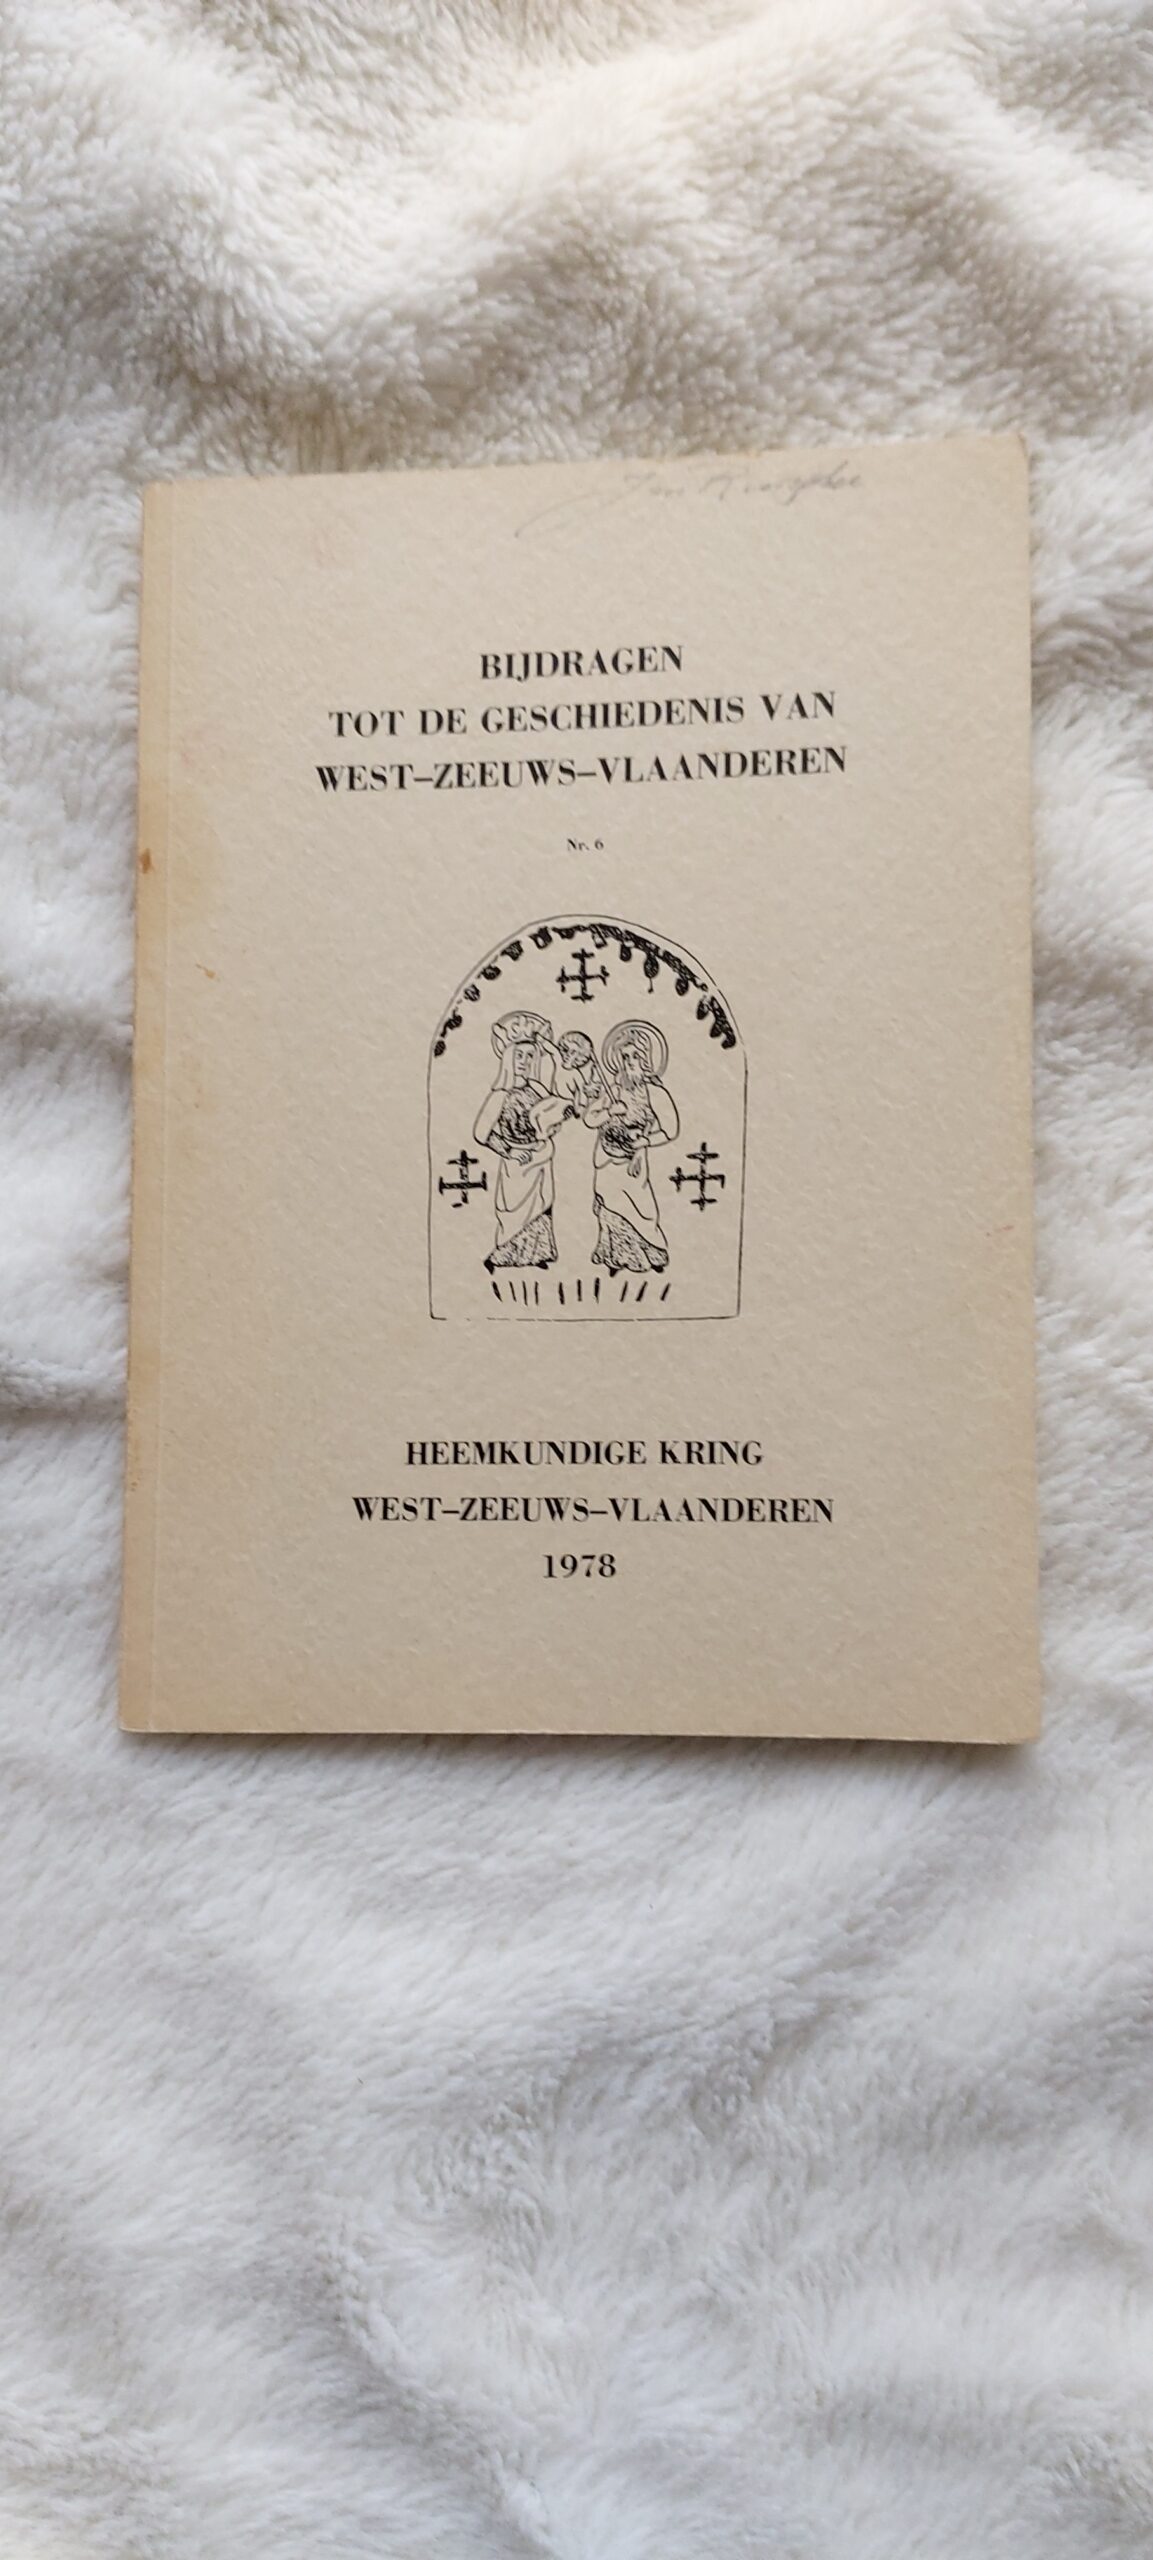 BIJDRAGEN
TOT DE GESCHIEDENIS VAN
WEST–ZEEUWS–VLAANDEREN
Nr. 6
HEEMKUNDIGE KRING
WEST–ZEEUWS–VLAANDEREN
1978